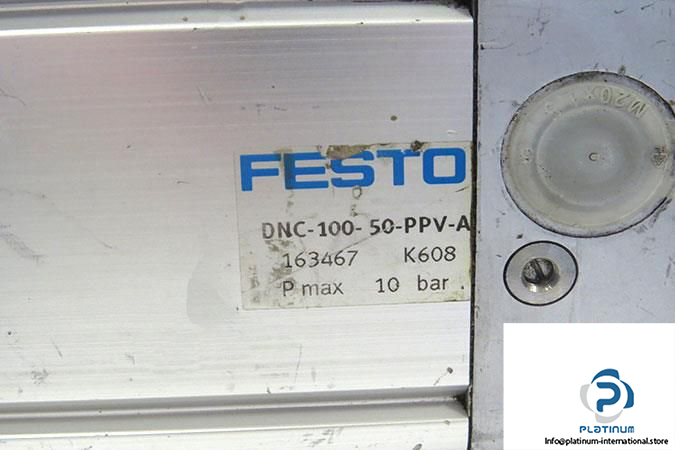 FESTO
DNC-100- 50-PPV-A
163467 K608
P max 10 bar
M20x1.5
PLATINUM
Info@platinum-international.store